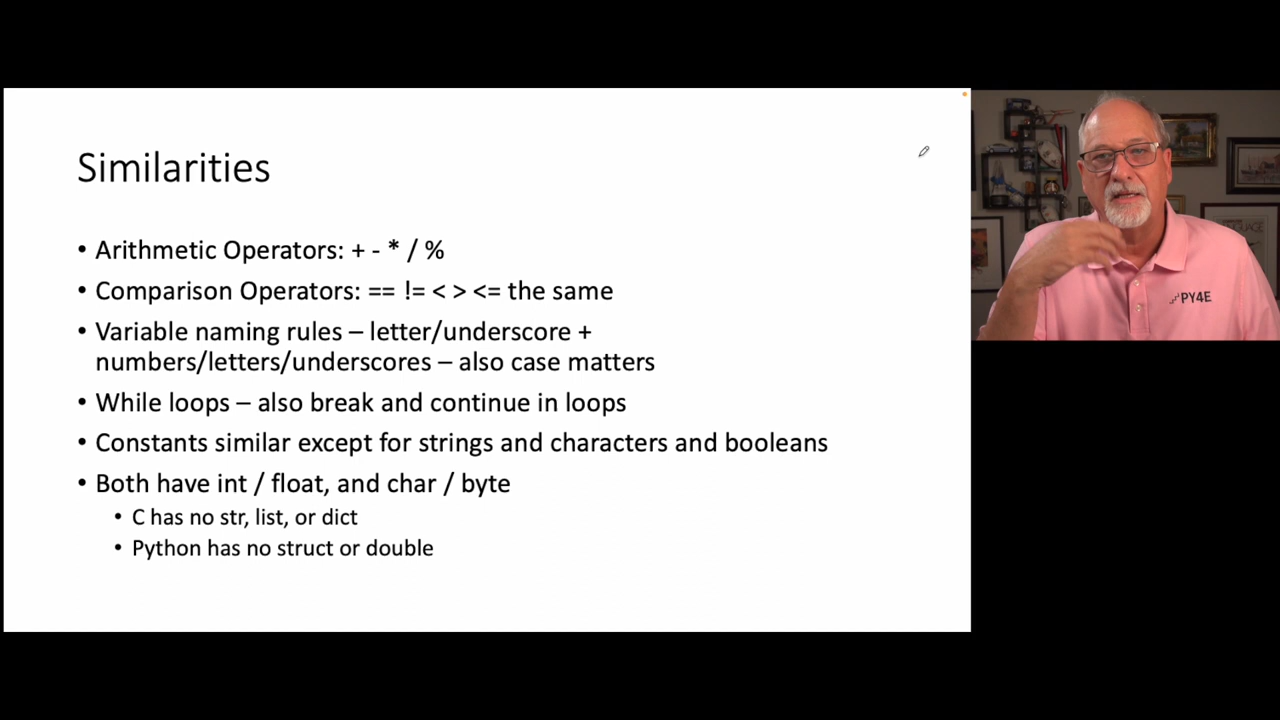 Similarities
• Arithmetic Operators: + - * / %
• Comparison Operators: == != < > <= the same
• Variable naming rules – letter/underscore +
numbers/letters/underscores – also case matters
• While loops – also break and continue in loops
• Constants similar except for strings and characters and booleans
• Both have int / float, and char / byte
• C has no str, list, or dict
• Python has no struct or double
PY4E